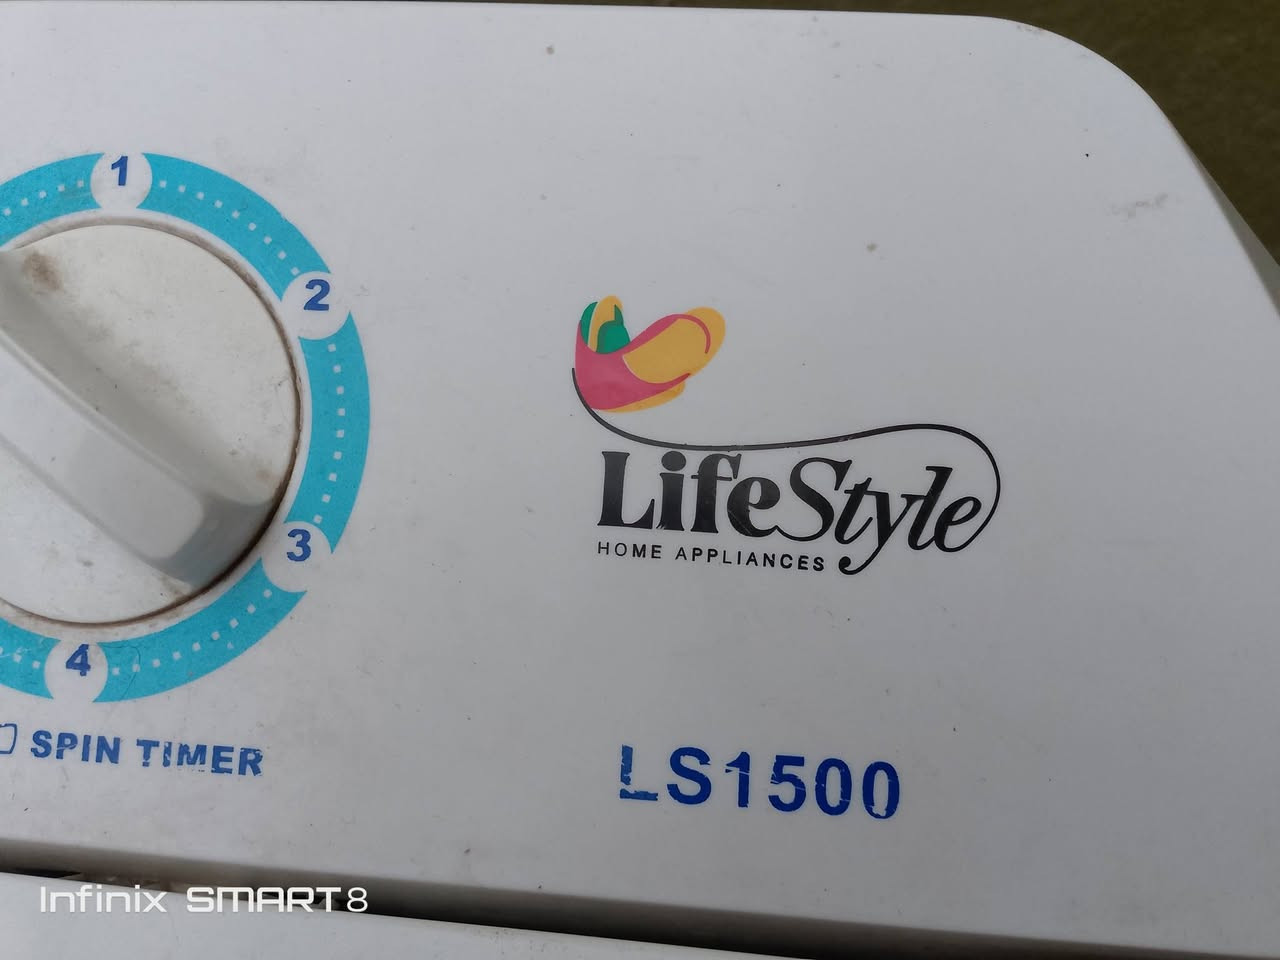 1
2
3
4
SPIN TIMER
LifeStyle
HOME APPLIANCES
LS1500
Infinix SMART8